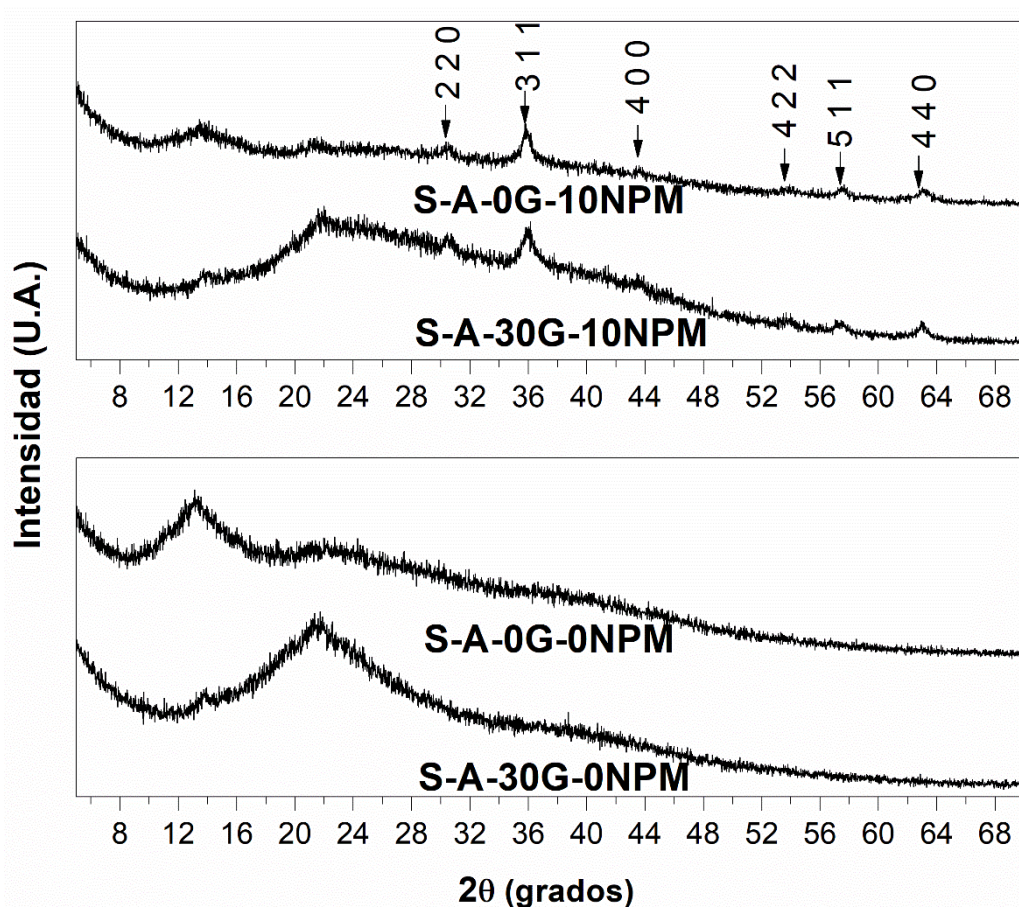 Intensidad (U.A.)
2 2 0
3 1 1
4 0 0
4 2 2
5 1 1
4 4 0
S-A-0G-10NPM
S-A-30G-10NPM
8 12 16 20 24 28 32 36 40 44 48 52 56 60 64 68
S-A-0G-0NPM
S-A-30G-0NPM
8 12 16 20 24 28 32 36 40 44 48 52 56 60 64 68
2θ (grados)